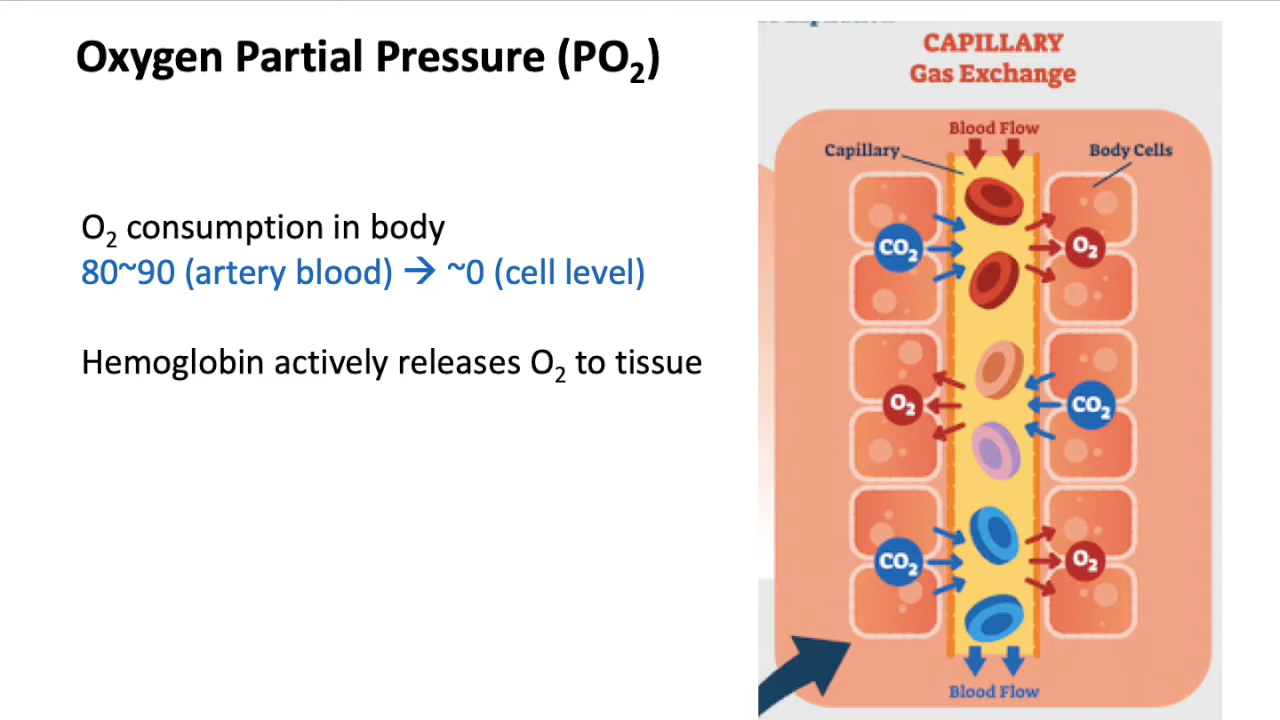 Oxygen Partial Pressure (PO₂)
O₂ consumption in body
80~90 (artery blood) → ~0 (cell level)
Hemoglobin actively releases O₂ to tissue
CAPILLARY
Gas Exchange
Blood Flow
Capillary
Body Cells
CO₂
O₂
O₂
CO₂
CO₂
O₂
Blood Flow